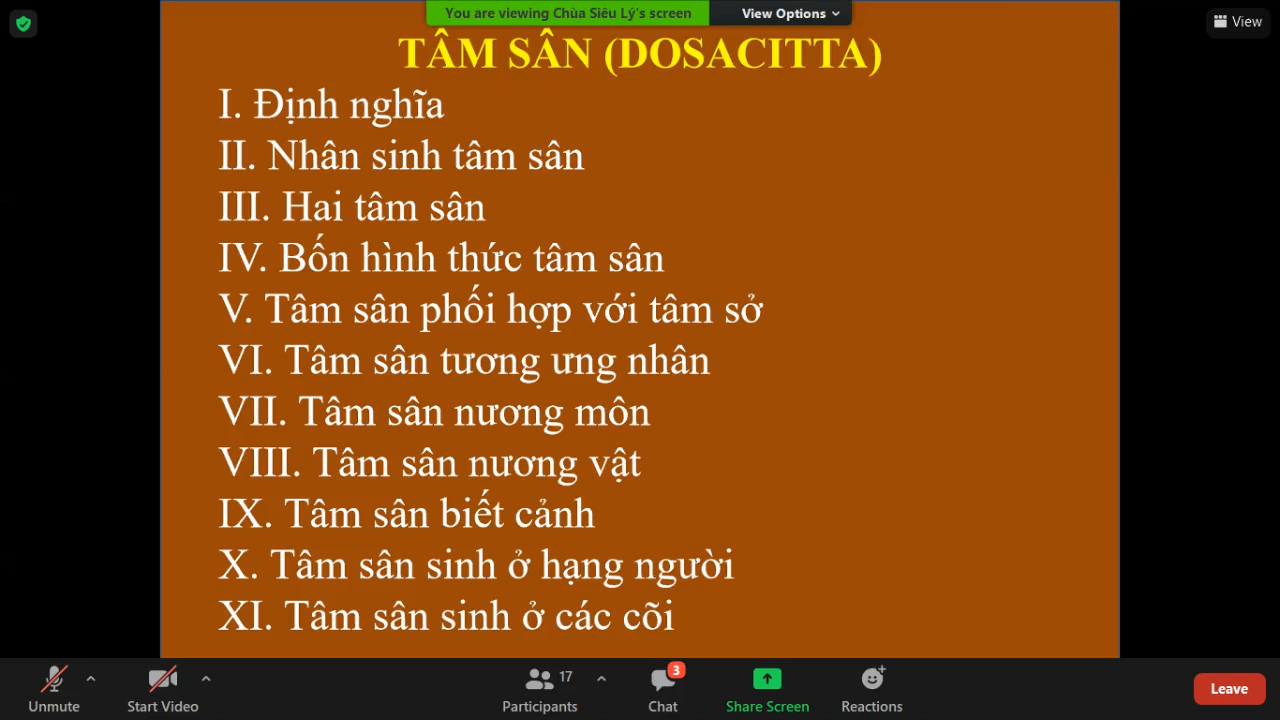 You are viewing Chùa Siêu Lý's screen
View Options
View
TÂM SÂN (DOSACITTA)
I. Định nghĩa
II. Nhân sinh tâm sân
III. Hai tâm sân
IV. Bốn hình thức tâm sân
V. Tâm sân phối hợp với tâm sở
VI. Tâm sân tương ưng nhân
VII. Tâm sân nương môn
VIII. Tâm sân nương vật
IX. Tâm sân biết cảnh
X. Tâm sân sinh ở hạng người
XI. Tâm sân sinh ở các cõi
Unmute
Start Video
Participants 17
Chat 3
Share Screen
Reactions
Leave